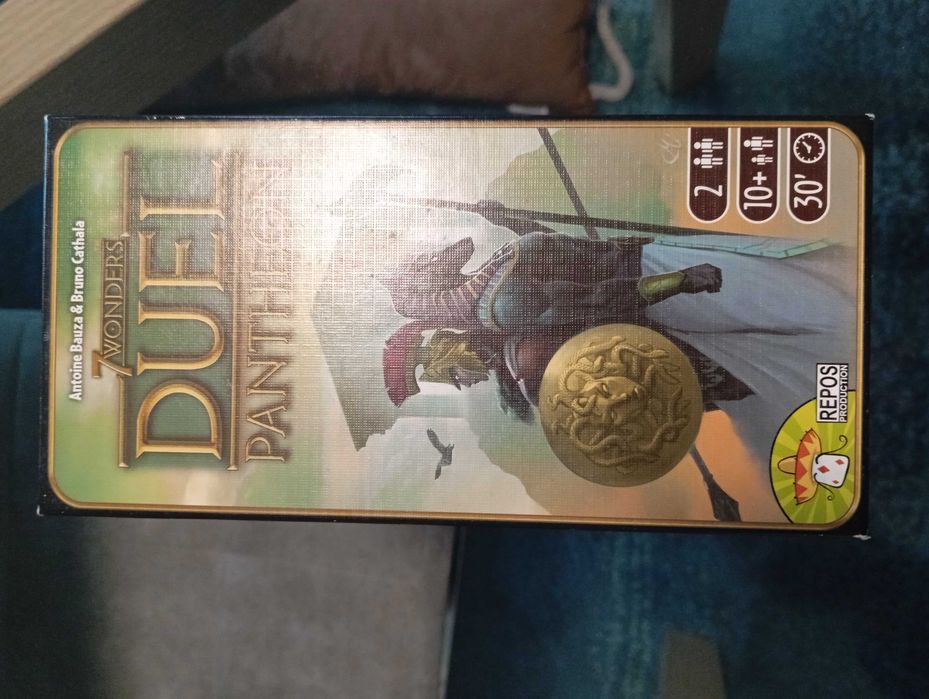 Antoine Bauza & Bruno Cathala
7 WONDERS
DUEL
PANTHEON
2
10+
30'
REPOS
PRODUCTION